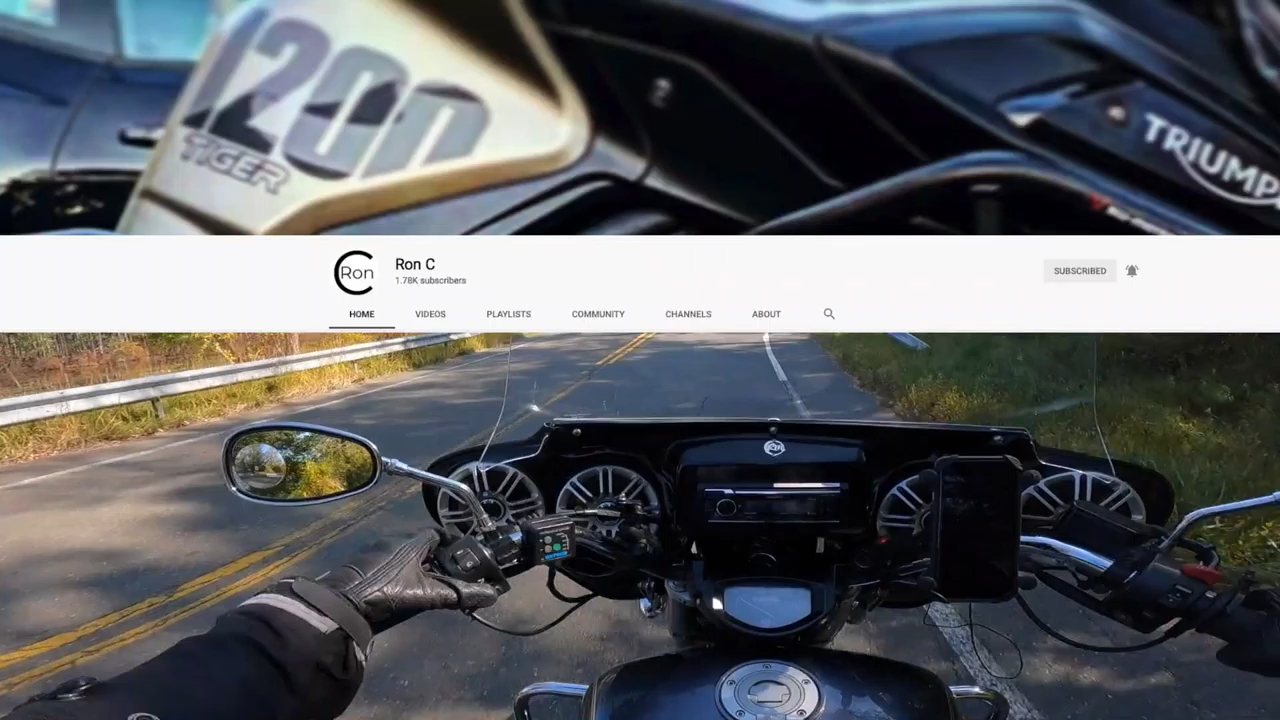 1200
TIGER
TRIUMP
Ron
Ron C
1.78K subscribers
SUBSCRIBED
HOME
VIDEOS
PLAYLISTS
COMMUNITY
CHANNELS
ABOUT